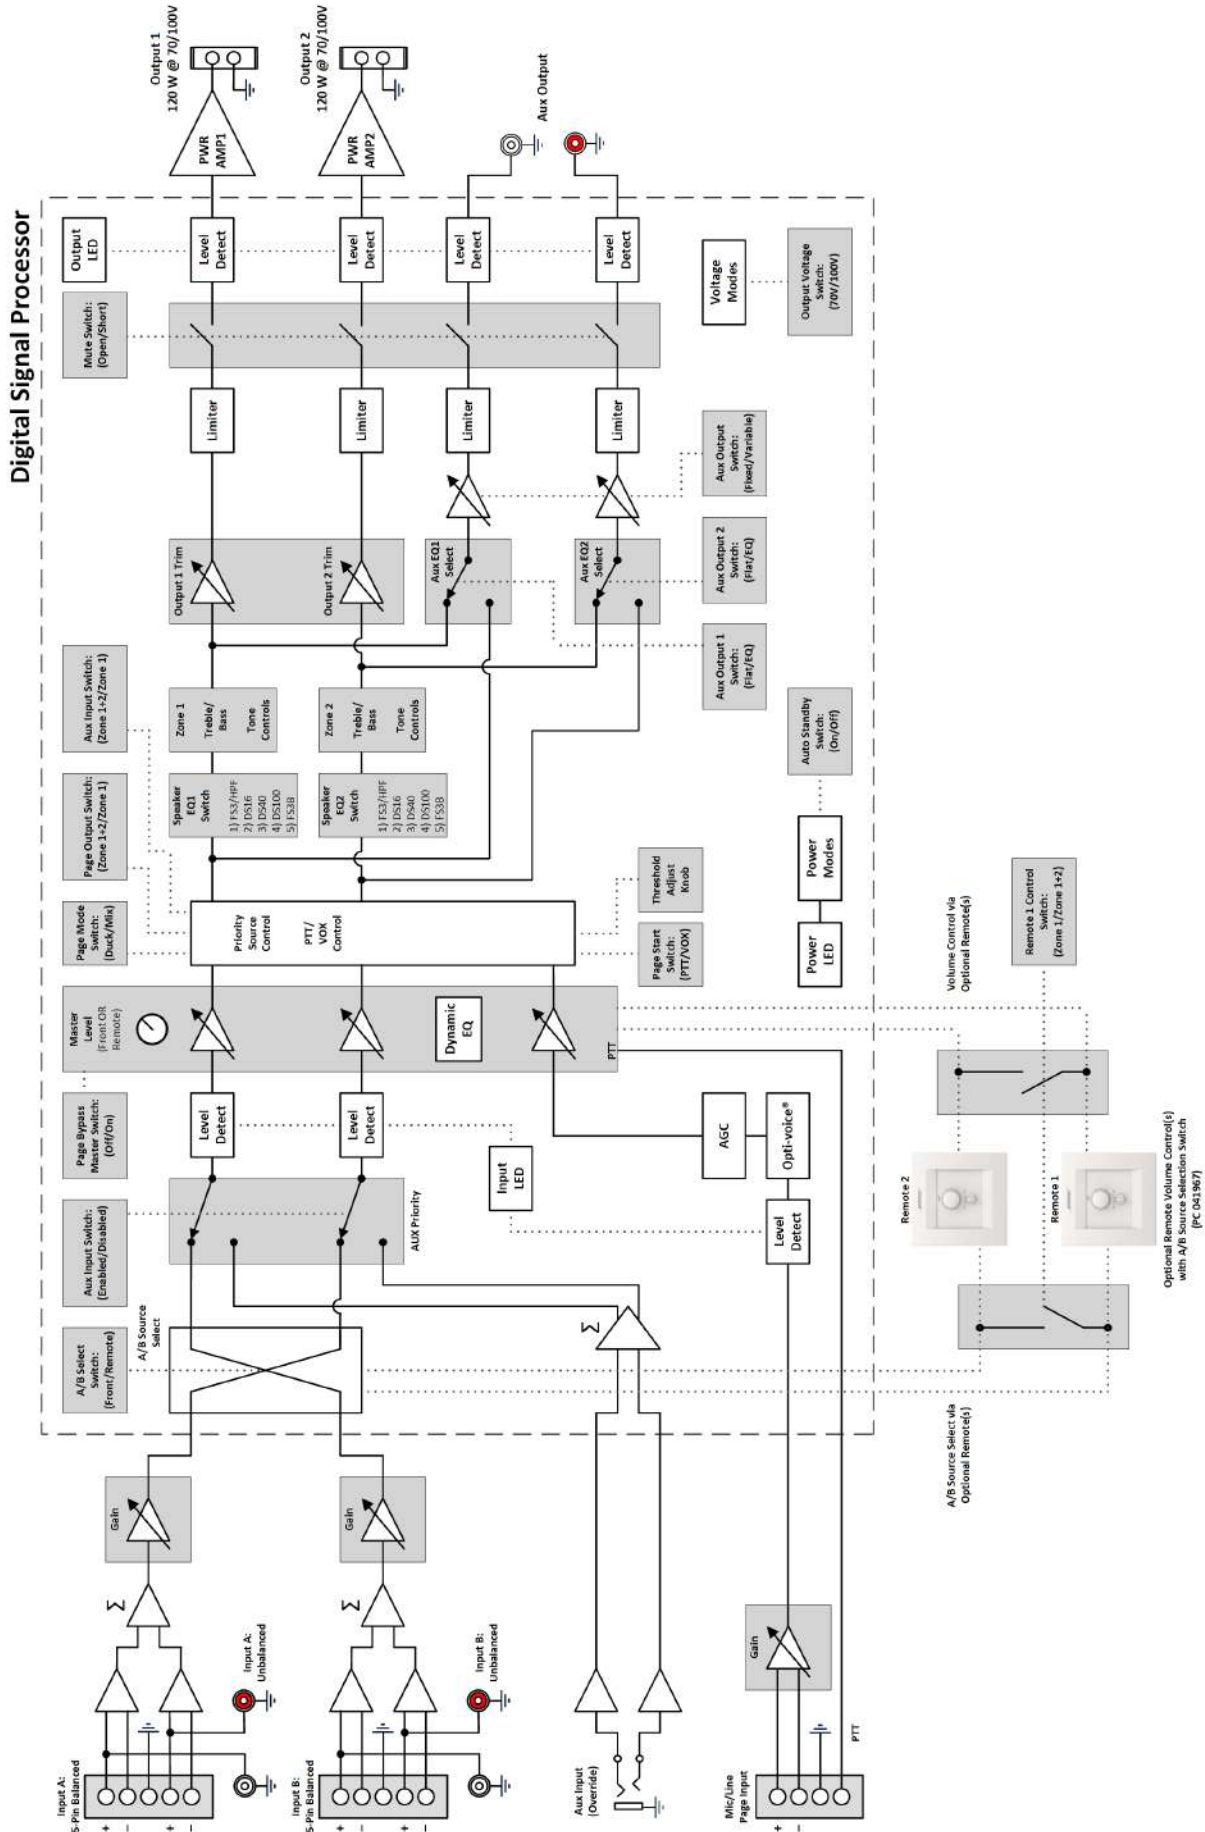 Digital Signal Processor
Input A:
5-Pin Balanced
+
−
+
−
Input A:
Unbalanced
Σ
Gain
Input B:
5-Pin Balanced
+
−
+
−
Input B:
Unbalanced
Σ
Gain
Aux Input
(Override)
Mic/Line
Page Input
+
−
PTT
Gain
A/B Select
Switch:
(Front/Remote)
A/B Source
Select
Aux Input Switch:
(Enabled/Disabled)
AUX Priority
Σ
Page Bypass
Master Switch:
(Off/On)
Level
Detect
Level
Detect
Input
LED
Level
Detect
Opti-voice®
AGC
Master
Level
(Front OR
Remote)
Dynamic
EQ
PTT
Page Mode
Switch:
(Duck/Mix)
Page Output Switch:
(Zone 1+2/Zone 1)
Aux Input Switch:
(Zone 1+2/Zone 1)
Priority
Source
Control
PTT/
VOX
Control
Page Start
Switch:
(PTT/VOX)
Threshold
Adjust
Knob
Speaker
EQ1
Switch
1) FS3/HPF
2) DS16
3) DS40
4) DS100
5) FS3B
Speaker
EQ2
Switch
1) FS3/HPF
2) DS16
3) DS40
4) DS100
5) FS3B
Zone 1
Treble/
Bass
Tone
Controls
Zone 2
Treble/
Bass
Tone
Controls
Output 1 Trim
Output 2 Trim
Aux EQ1
Select
Aux EQ2
Select
Aux Output 1
Switch:
(Flat/EQ)
Aux Output 2
Switch:
(Flat/EQ)
Aux Output
Switch:
(Fixed/Variable)
Limiter
Limiter
Limiter
Limiter
Mute Switch:
(Open/Short)
Output
LED
Level
Detect
Level
Detect
Level
Detect
Level
Detect
Voltage
Modes
Output Voltage
Switch:
(70V/100V)
Power
LED
Power
Modes
Auto Standby
Switch:
(On/Off)
PWR
AMP1
PWR
AMP2
Output 1
120 W @ 70/100V
Output 2
120 W @ 70/100V
Aux Output
A/B Source Select via
Optional Remote(s)
Remote 2
Remote 1
Optional Remote Volume Control(s)
with A/B Source Selection Switch
(PC 041967)
Volume Control via
Optional Remote(s)
Remote 1 Control
Switch:
(Zone 1/Zone 1+2)